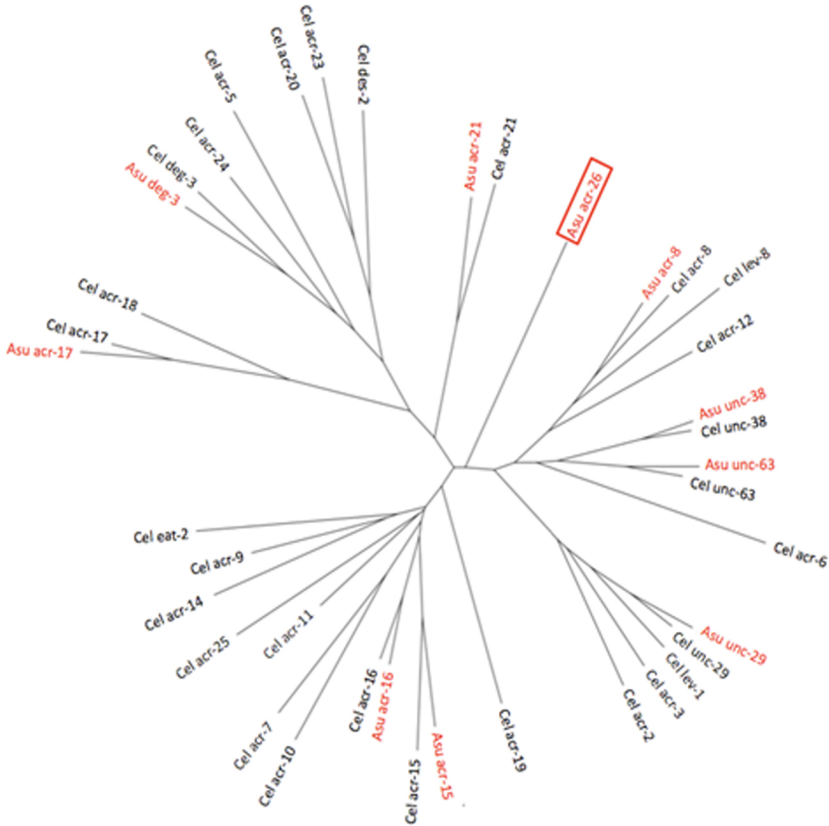 Cel acr-23
Cel acr-20
Cel des-2
Cel acr-5
Cel acr-24
Cel deg-3
Asu deg-3
Cel acr-18
Cel acr-17
Asu acr-17
Asu acr-21
Cel acr-21
Asu acr-26
Asu acr-8
Cel acr-8
Cel lev-8
Cel acr-12
Asu unc-38
Cel unc-38
Asu unc-63
Cel unc-63
Cel acr-6
Asu unc-29
Cel unc-29
Cel lev-1
Cel acr-3
Cel acr-2
Cel acr-19
Asu acr-15
Cel acr-15
Asu acr-16
Cel acr-16
Cel acr-10
Cel acr-7
Cel acr-11
Cel acr-25
Cel acr-14
Cel acr-9
Cel eat-2